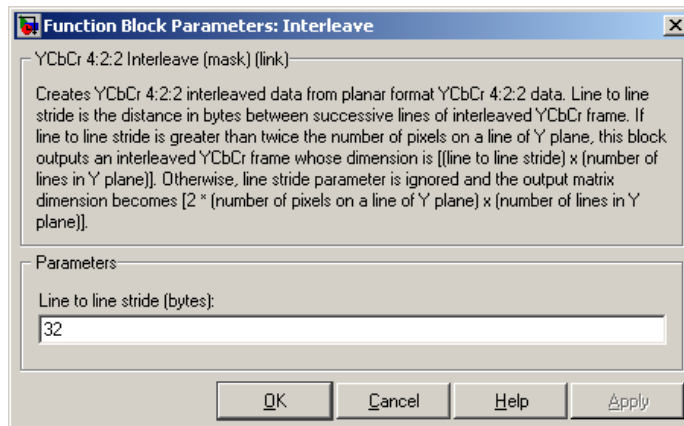 Function Block Parameters: Interleave
YCbCr 4:2:2 Interleave (mask) (link)
Creates YCbCr 4:2:2 interleaved data from planar format YCbCr 4:2:2 data. Line to line
stride is the distance in bytes between successive lines of interleaved YCbCr frame. If
line to line stride is greater than twice the number of pixels on a line of Y plane, this block
outputs an interleaved YCbCr frame whose dimension is [(line to line stride) x (number of
lines in Y plane)]. Otherwise, line stride parameter is ignored and the output matrix
dimension becomes [2 * (number of pixels on a line of Y plane) x (number of lines in Y
plane)].
Parameters
Line to line stride (bytes):
32
OK Cancel Help Apply